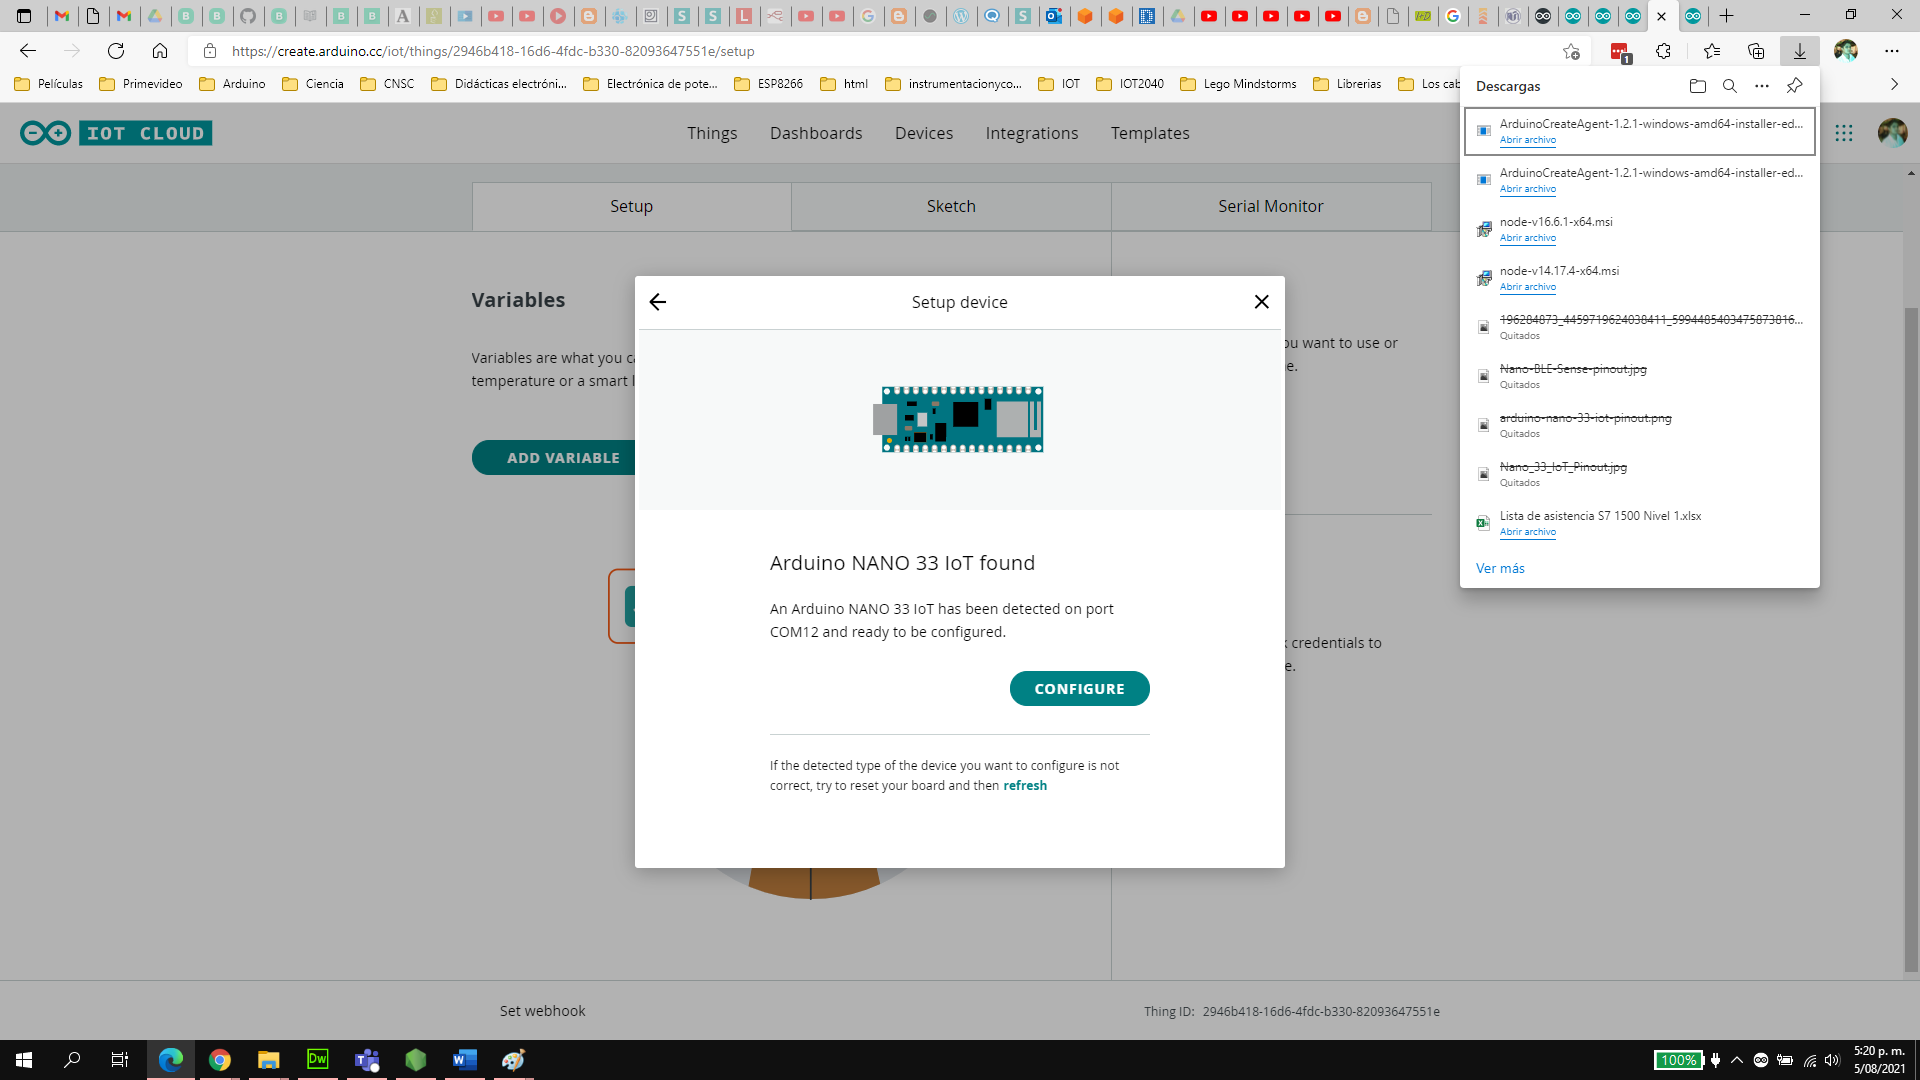 https://create.arduino.cc/iot/things/2946b418-16d6-4fdc-b330-82093647551e/setup
1
Películas
Primevideo
Arduino
Ciencia
CNSC
Didácticas electróni...
Electrónica de pote...
ESP8266
html
instrumentacionyco...
IOT
IOT2040
Lego Mindstorms
Librerias
Los cab
IOT CLOUD
Things
Dashboards
Devices
Integrations
Templates
Setup
Sketch
Serial Monitor
Variables
Variables are what you ca
temperature or a smart l
ADD VARIABLE
ou want to use or
e.
credentials to
e.
Setup device
Arduino NANO 33 IoT found
An Arduino NANO 33 IoT has been detected on port
COM12 and ready to be configured.
CONFIGURE
If the detected type of the device you want to configure is not
correct, try to reset your board and then refresh
Descargas
ArduinoCreateAgent-1.2.1-windows-amd64-installer-ed...
Abrir archivo
ArduinoCreateAgent-1.2.1-windows-amd64-installer-ed...
Abrir archivo
node-v16.6.1-x64.msi
Abrir archivo
node-v14.17.4-x64.msi
Abrir archivo
196284873_4459719624038411_5994485403475873816...
Quitados
Nano-BLE-Sense-pinout.jpg
Quitados
arduino-nano-33-iot-pinout.png
Quitados
Nano_33_IoT_Pinout.jpg
Quitados
Lista de asistencia S7 1500 Nivel 1.xlsx
Abrir archivo
Ver más
Set webhook
Thing ID: 2946b418-16d6-4fdc-b330-82093647551e
100%
5:20 p. m.
5/08/2021